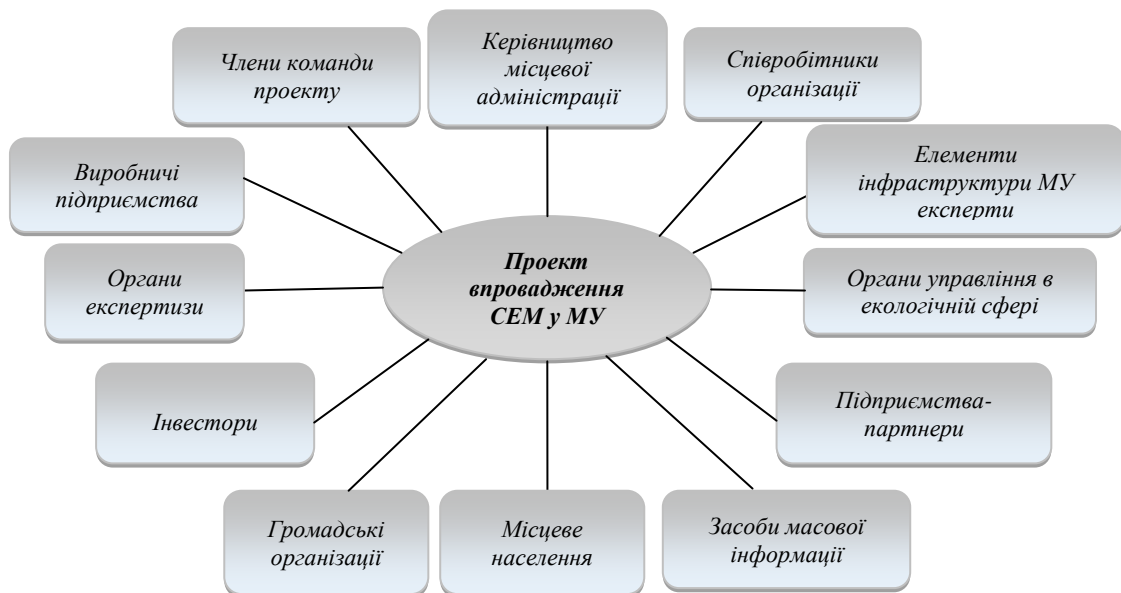 Керівництво
місцевої
адміністрації
Члени команди
проекту
Співробітники
організації
Виробничі
підприємства
Елементи
інфраструктури МУ
експерти
Проект
впровадження
СЕМ у МУ
Органи
експертизи
Органи управління в
екологічній сфері
Інвестори
Підприємства-
партнери
Громадські
організації
Місцеве
населення
Засоби масової
інформації